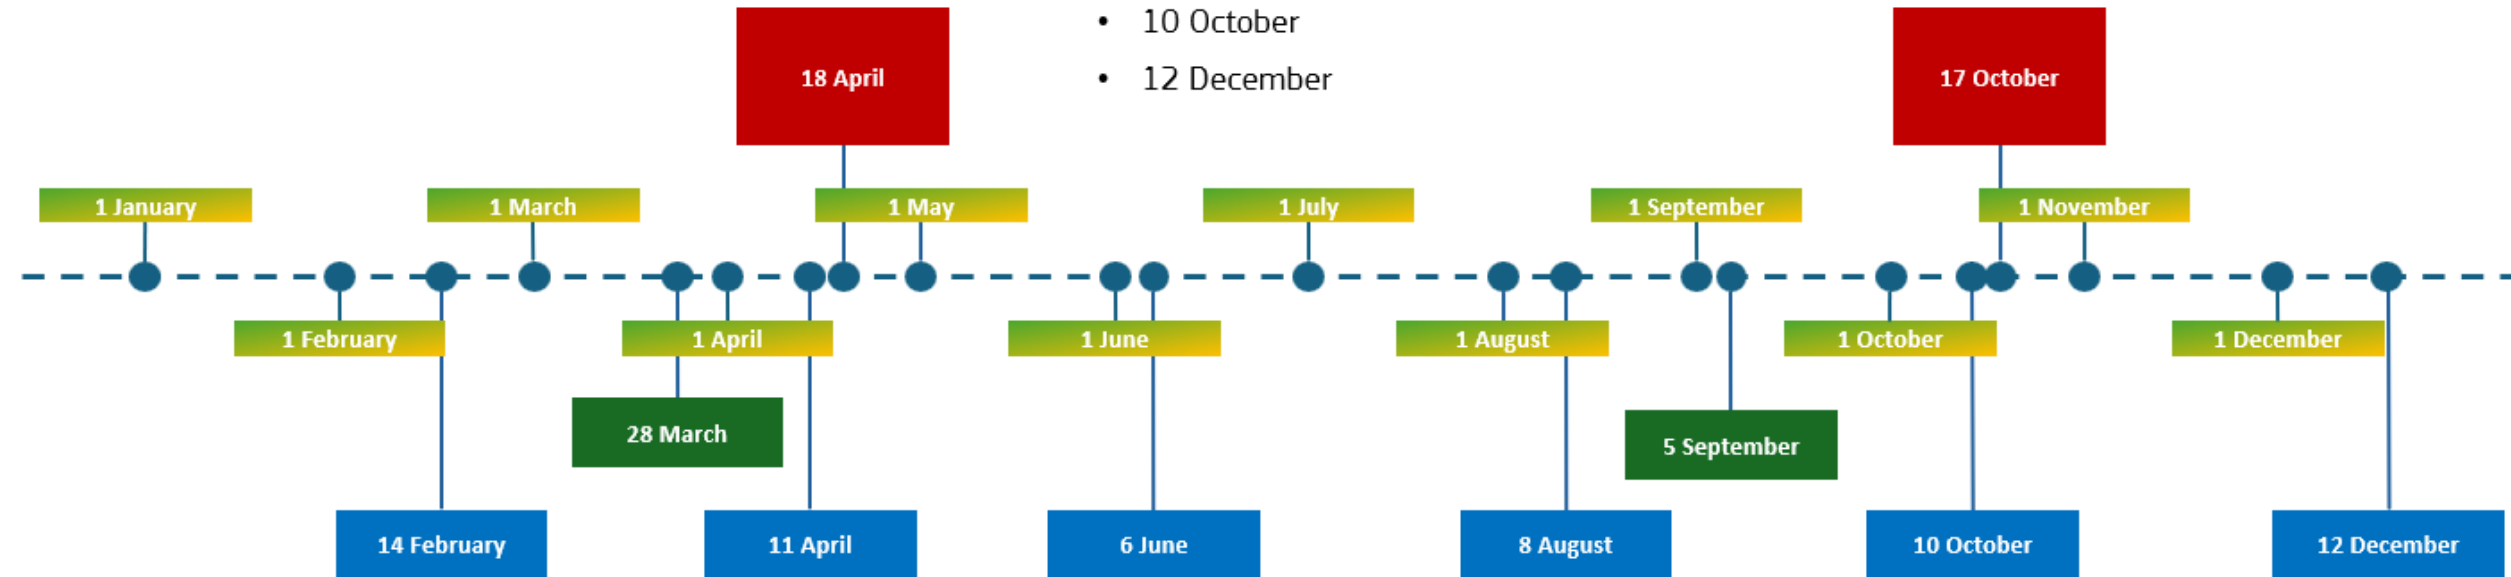 • 10 October
• 12 December
18 April
17 October
1 January
1 March
1 May
1 July
1 September
1 November
1 February
1 April
1 June
1 August
1 October
1 December
28 March
5 September
14 February
11 April
6 June
8 August
10 October
12 December